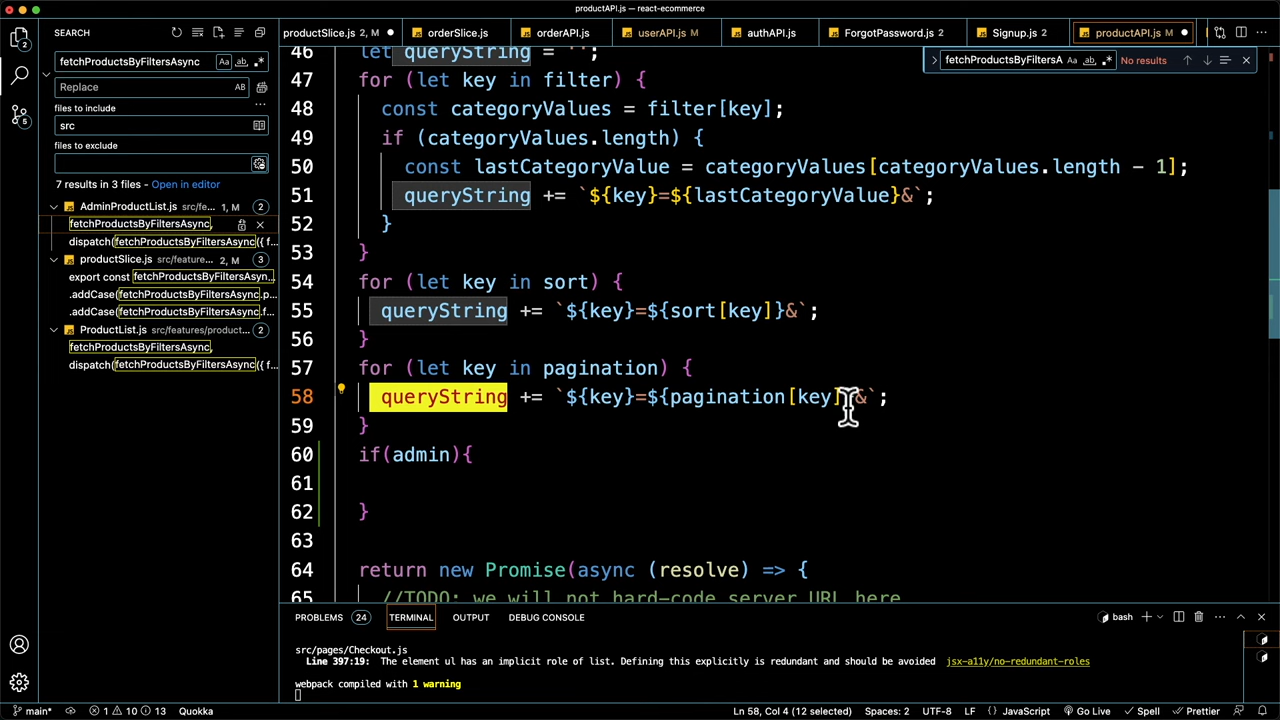 productAPI.js — react-ecommerce
SEARCH
productSlice.js 2, M
orderSlice.js
orderAPI.js
userAPI.js M
authAPI.js
ForgotPassword.js 2
Signup.js 2
productAPI.js M
fetchProductsByFiltersAsync
Replace
files to include
src
files to exclude
7 results in 3 files - Open in editor
AdminProductList.js src/fe... 1, M 2
fetchProductsByFiltersAsync,
dispatch(fetchProductsByFiltersAsync({ f...
productSlice.js src/feature... 2, M 3
export const fetchProductsByFiltersAsyn...
.addCase(fetchProductsByFiltersAsync.p...
.addCase(fetchProductsByFiltersAsync.f...
ProductList.js src/features/product... 2
fetchProductsByFiltersAsync,
dispatch(fetchProductsByFiltersAsync({ f...
fetchProductsByFiltersA
No results
46 let queryString = '';
47 for (let key in filter) {
48 const categoryValues = filter[key];
49 if (categoryValues.length) {
50 const lastCategoryValue = categoryValues[categoryValues.length - 1];
51 queryString += `${key}=${lastCategoryValue}&`;
52 }
53 }
54 for (let key in sort) {
55 queryString += `${key}=${sort[key]}&`;
56 }
57 for (let key in pagination) {
58 queryString += `${key}=${pagination[key]}&`;
59 }
60 if(admin){
61
62 }
63
64 return new Promise(async (resolve) => {
65 //TODO: we will not hard-code server URL here
PROBLEMS 24 TERMINAL OUTPUT DEBUG CONSOLE
bash
src/pages/Checkout.js
Line 397:19: The element ul has an implicit role of list. Defining this explicitly is redundant and should be avoided jsx-a11y/no-redundant-roles
webpack compiled with 1 warning
main* 1 10 13 Quokka
Ln 58, Col 4 (12 selected) Spaces: 2 UTF-8 LF {} JavaScript Go Live Spell Prettier